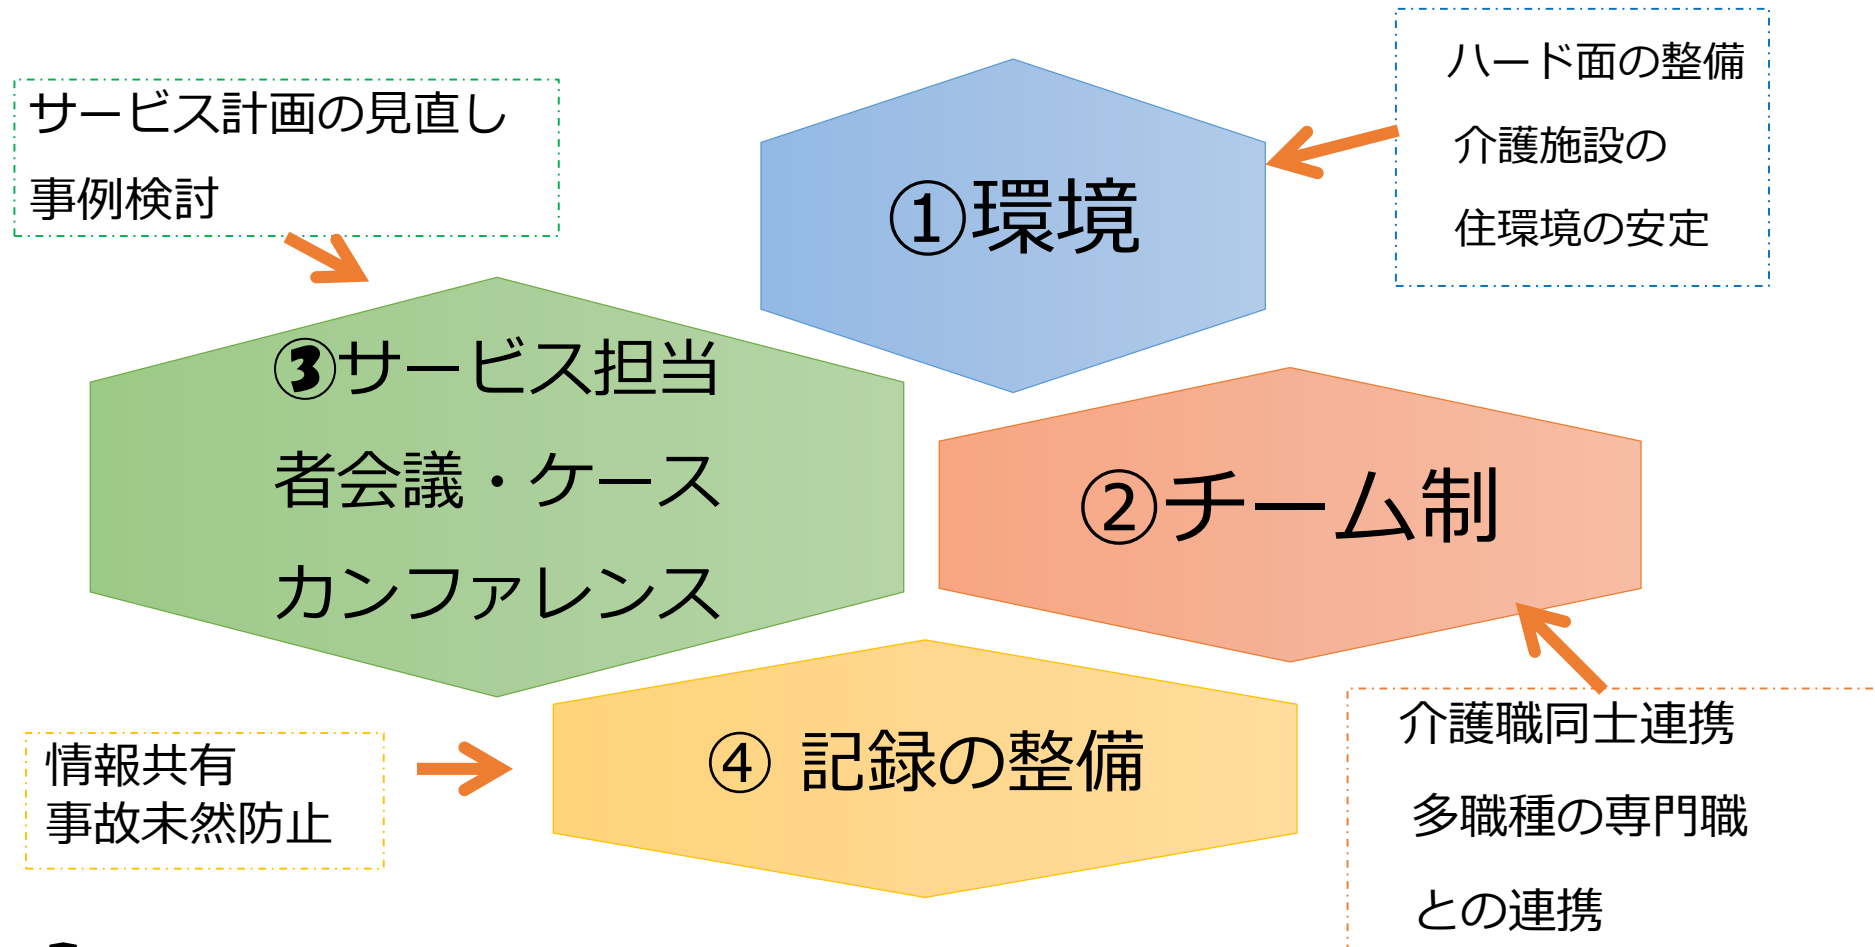 ハード面の整備
介護施設の
住環境の安定
サービス計画の見直し
事例検討
①環境
③サービス担当
者会議・ケース
カンファレンス
②チーム制
④ 記録の整備
情報共有
事故未然防止
介護職同士連携
多職種の専門職
との連携